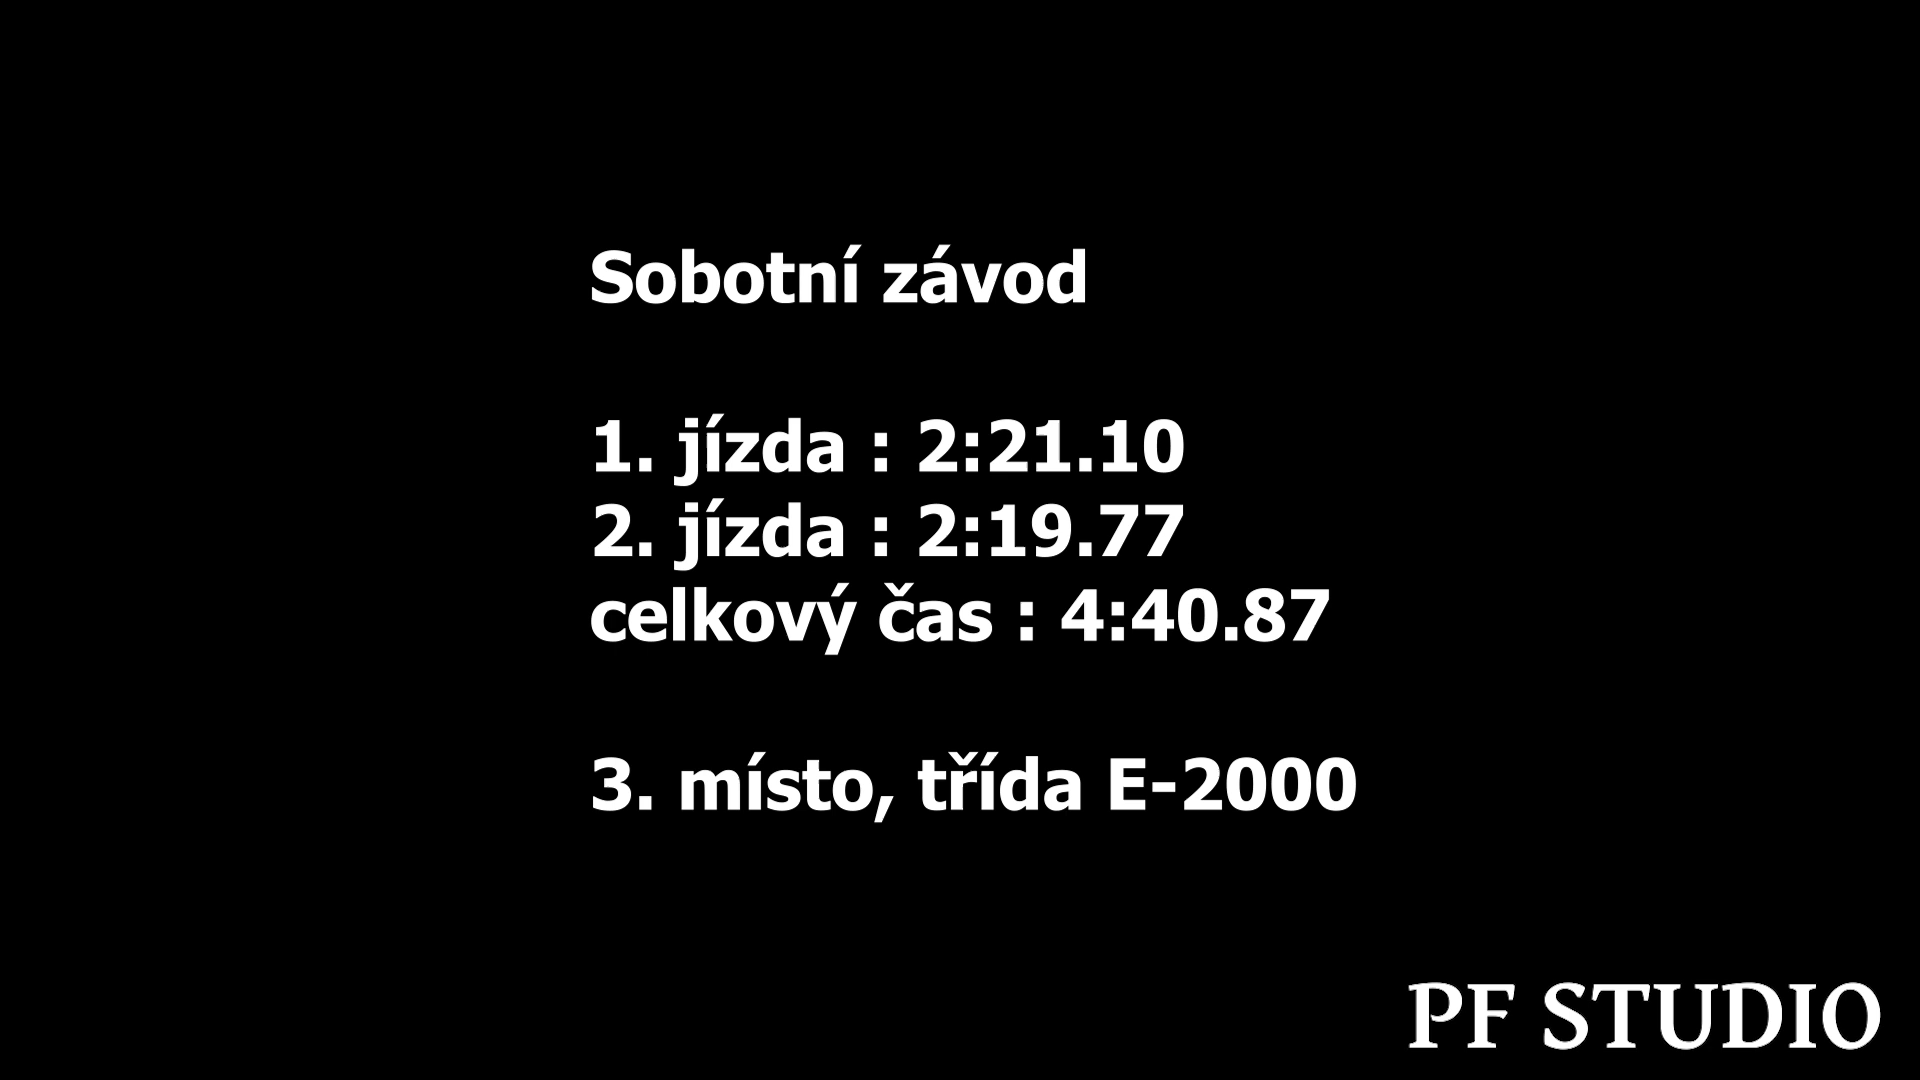 Sobotní závod
1. jízda : 2:21.10
2. jízda : 2:19.77
celkový čas : 4:40.87
3. místo, třída E-2000
PF STUDIO